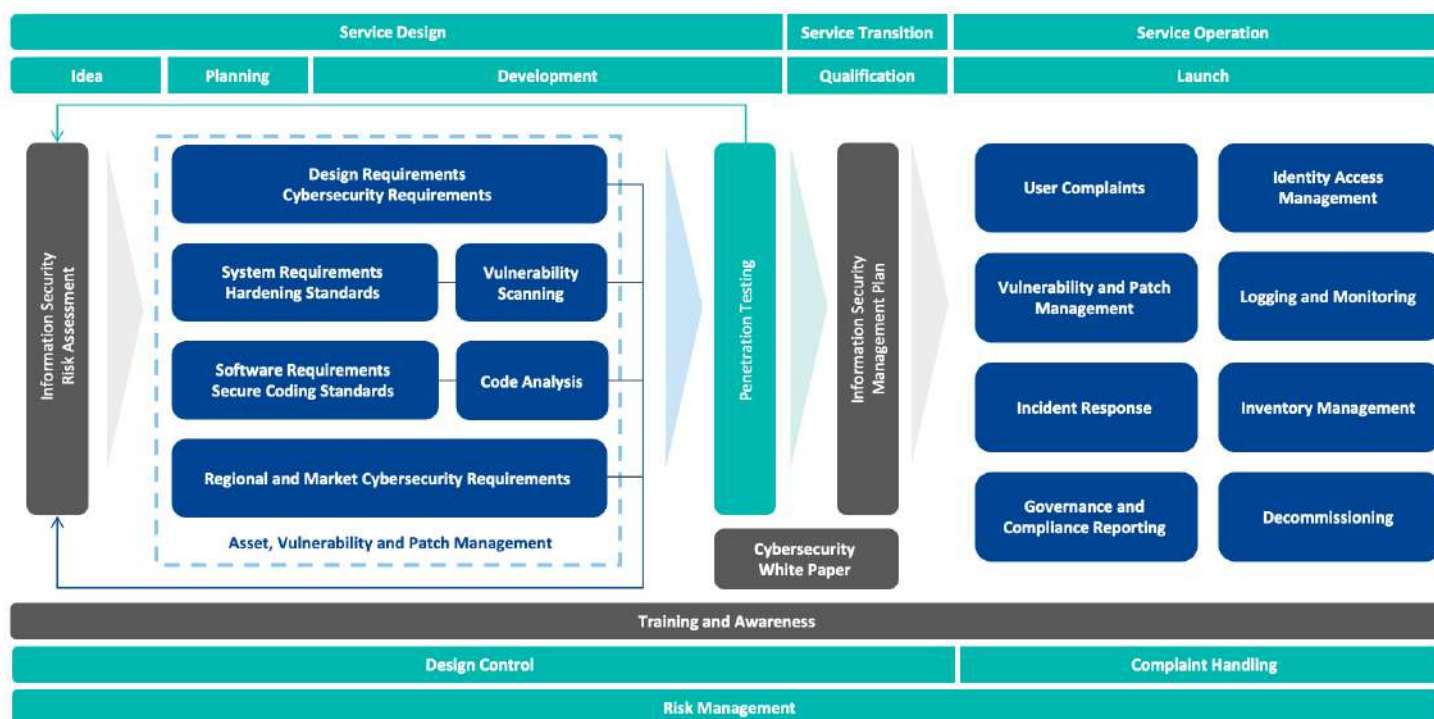 Service Design
Service Transition
Service Operation
Idea
Planning
Development
Qualification
Launch
Information Security
Risk Assessment
Design Requirements
Cybersecurity Requirements
System Requirements
Hardening Standards
Vulnerability
Scanning
Software Requirements
Secure Coding Standards
Code Analysis
Regional and Market Cybersecurity Requirements
Asset, Vulnerability and Patch Management
Penetration Testing
Cybersecurity
White Paper
Information Security
Management Plan
User Complaints
Identity Access
Management
Vulnerability and Patch
Management
Logging and Monitoring
Incident Response
Inventory Management
Governance and
Compliance Reporting
Decommissioning
Training and Awareness
Design Control
Complaint Handling
Risk Management